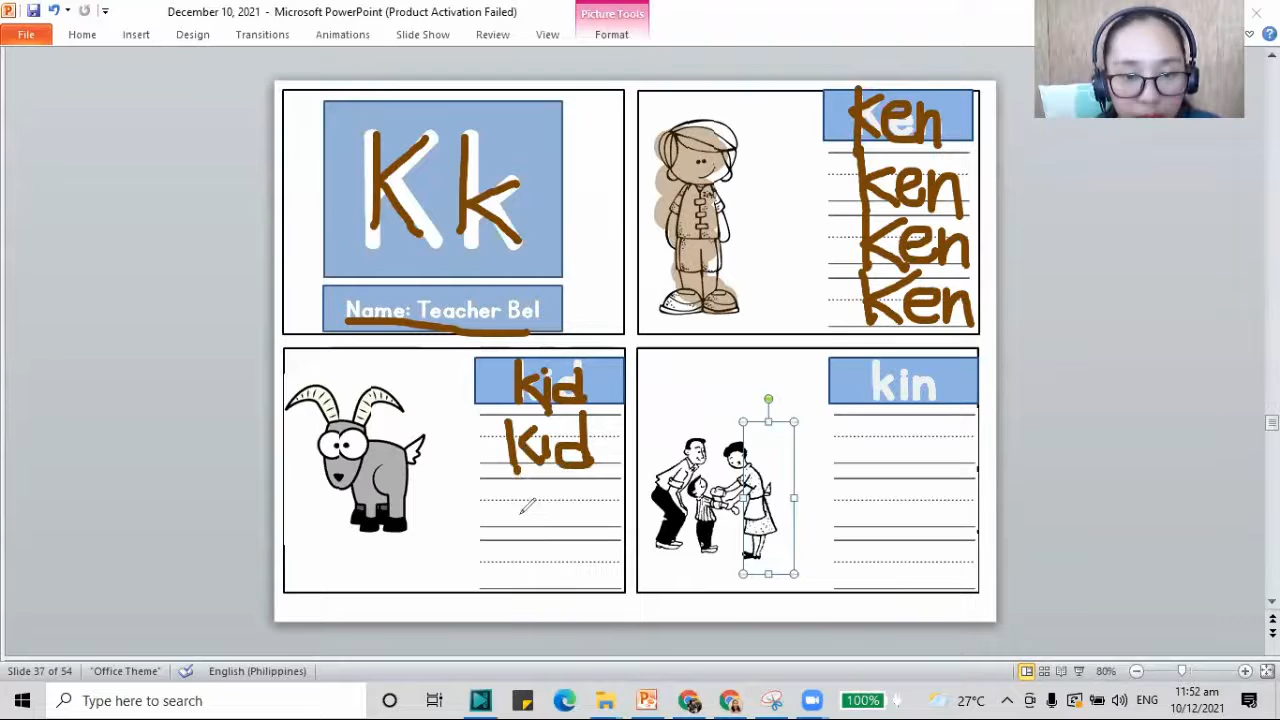 December 10, 2021 - Microsoft PowerPoint (Product Activation Failed)
Picture Tools
File Home Insert Design Transitions Animations Slide Show Review View Format
Kk
Name: Teacher Bel
Ken
Ken
Ken
Ken
kid
kid
kin
Slide 37 of 54 "Office Theme" English (Philippines) 80%
Type here to search
100% 27°C ENG
11:52 am
10/12/2021